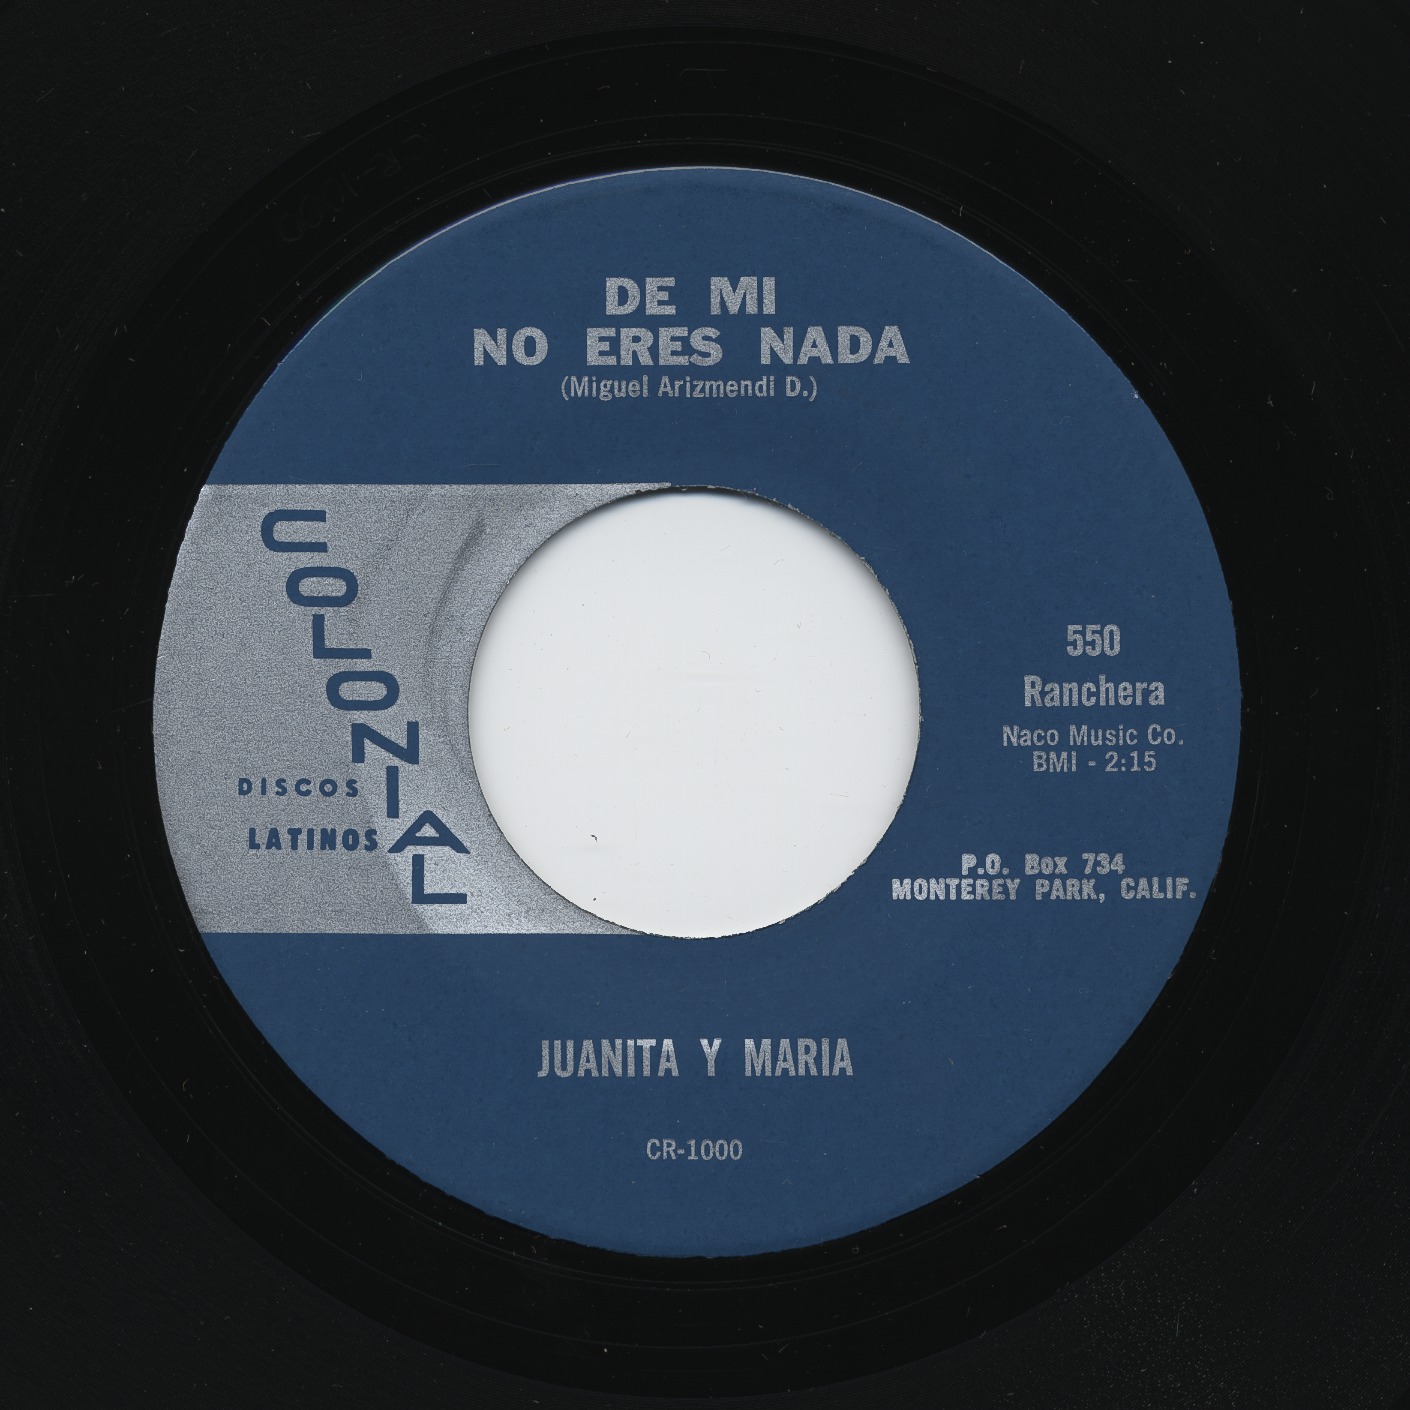 DE MI
NO ERES NADA
(Miguel Arizmendi D.)
COLONIAL
DISCOS
LATINOS
550
Ranchera
Naco Music Co.
BMI - 2:15
P.O. Box 734
MONTEREY PARK, CALIF.
JUANITA Y MARIA
CR-1000